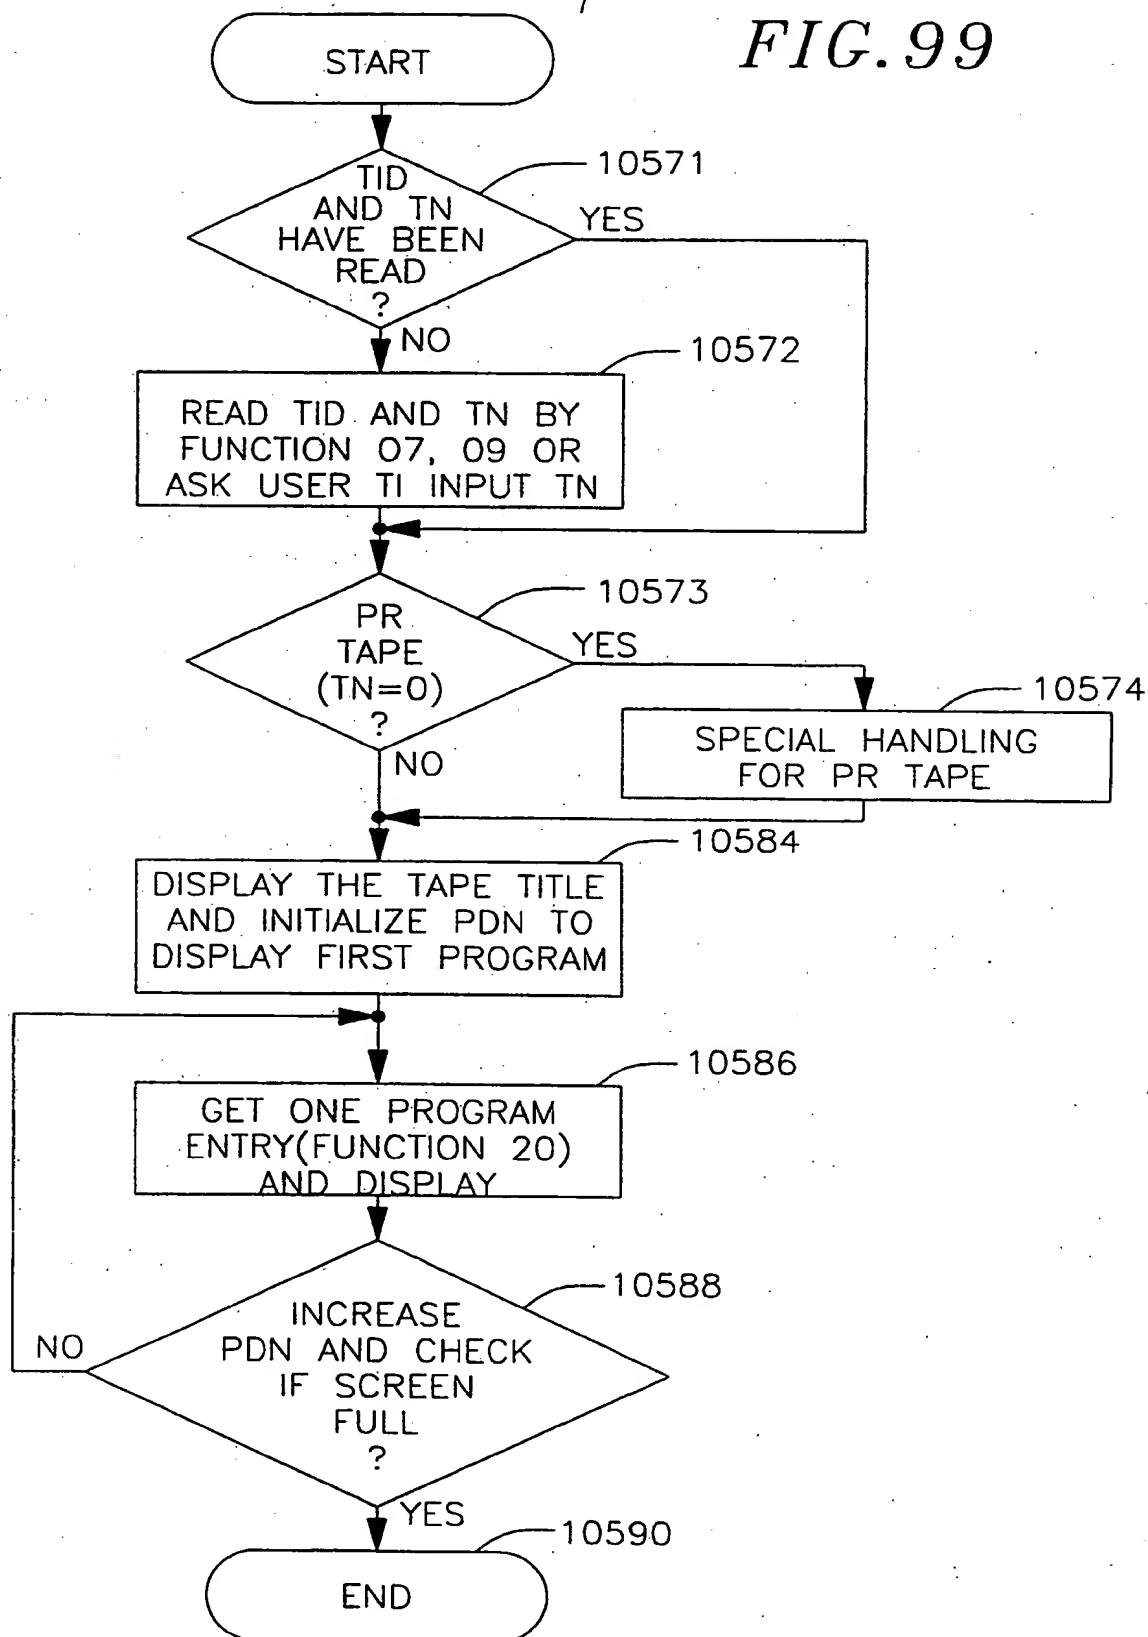 FIG.99
START
10571
TID
AND TN
HAVE BEEN
READ
?
YES
NO
10572
READ TID AND TN BY
FUNCTION 07, 09 OR
ASK USER TI INPUT TN
10573
PR
TAPE
(TN=0)
?
YES
NO
10574
SPECIAL HANDLING
FOR PR TAPE
10584
DISPLAY THE TAPE TITLE
AND INITIALIZE PDN TO
DISPLAY FIRST PROGRAM
10586
GET ONE PROGRAM
ENTRY(FUNCTION 20)
AND DISPLAY
10588
INCREASE
PDN AND CHECK
IF SCREEN
FULL
?
NO
YES
10590
END